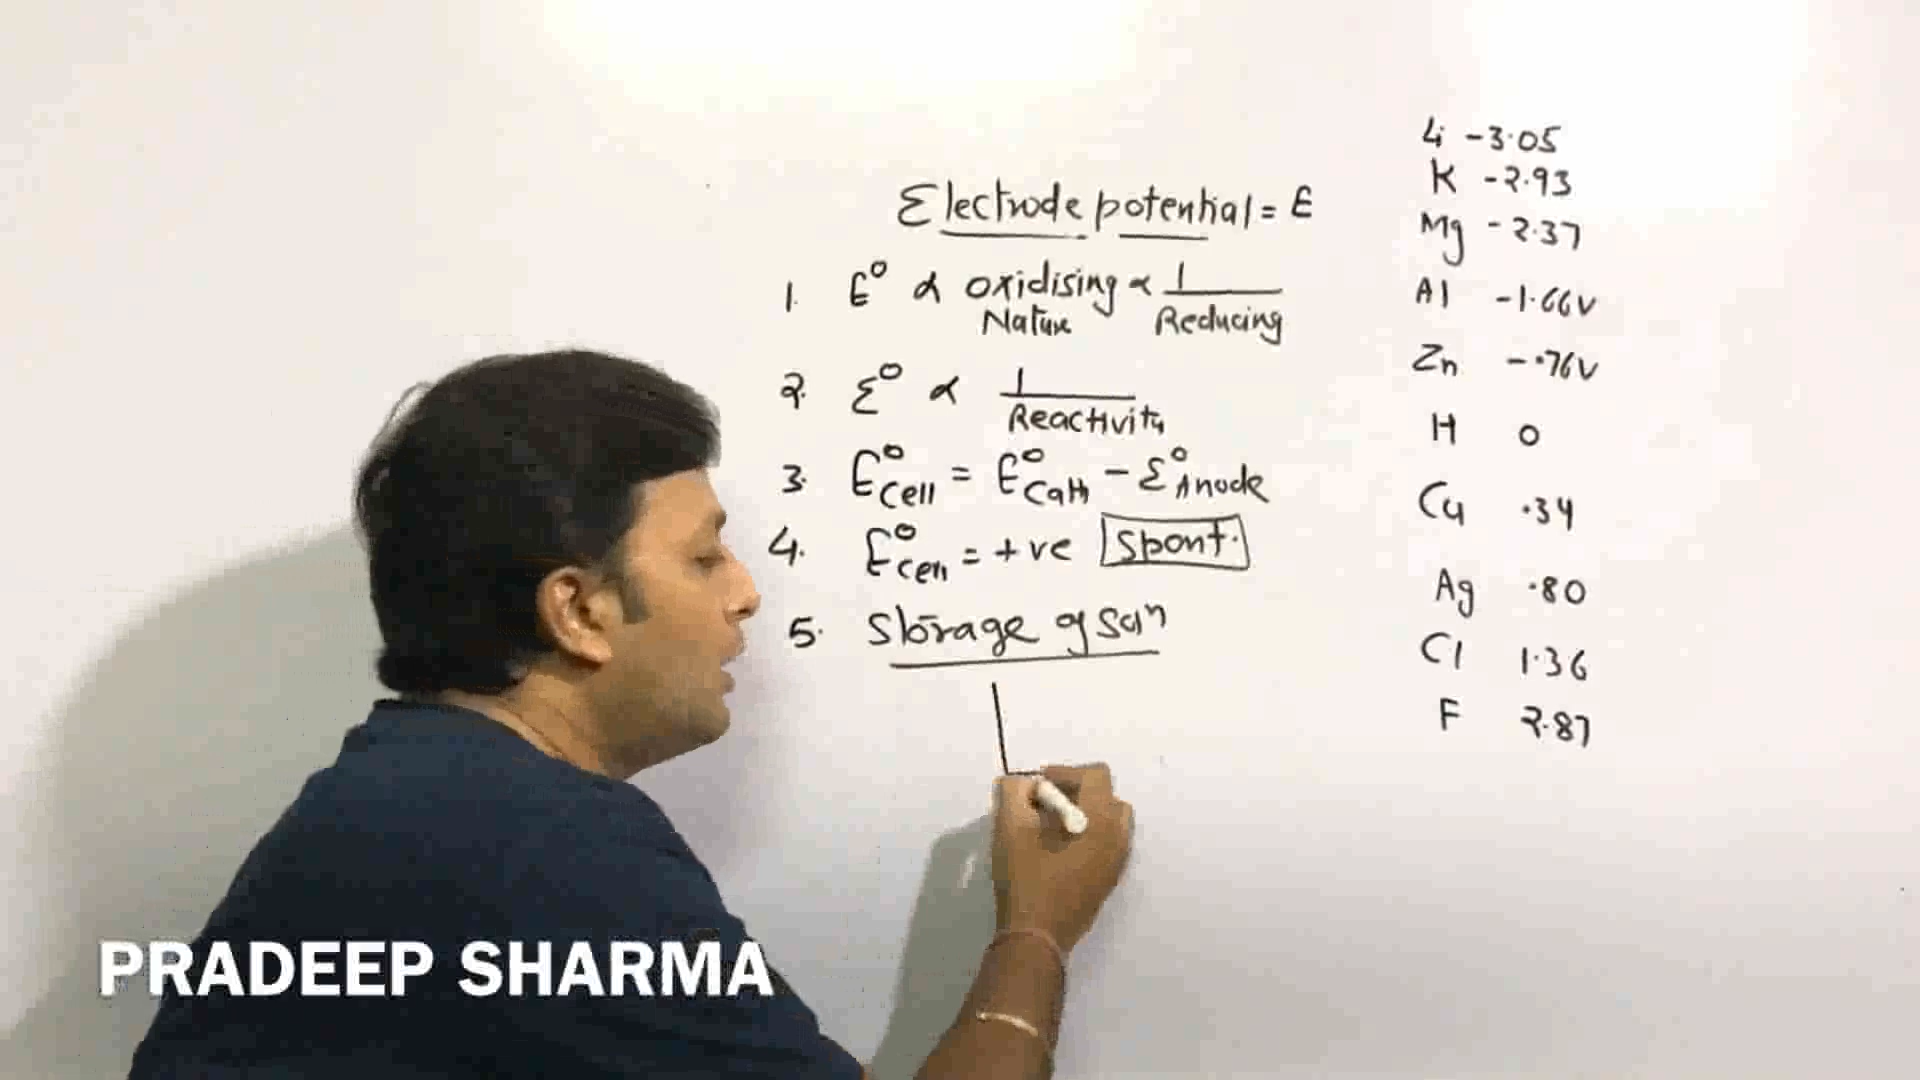 Electrode potential = E
1. E° α oxidising Nature α 1/Reducing
2. E° α 1/Reactivity
3. E°Cell = E°Cath - E°Anode
4. E°Cell = +ve Spont.
5. Storage of solⁿ
Li -3.05
K -2.93
Mg -2.37
Al -1.66V
Zn -.76V
H 0
Cu .34
Ag .80
Cl 1.36
F 2.87
PRADEEP SHARMA